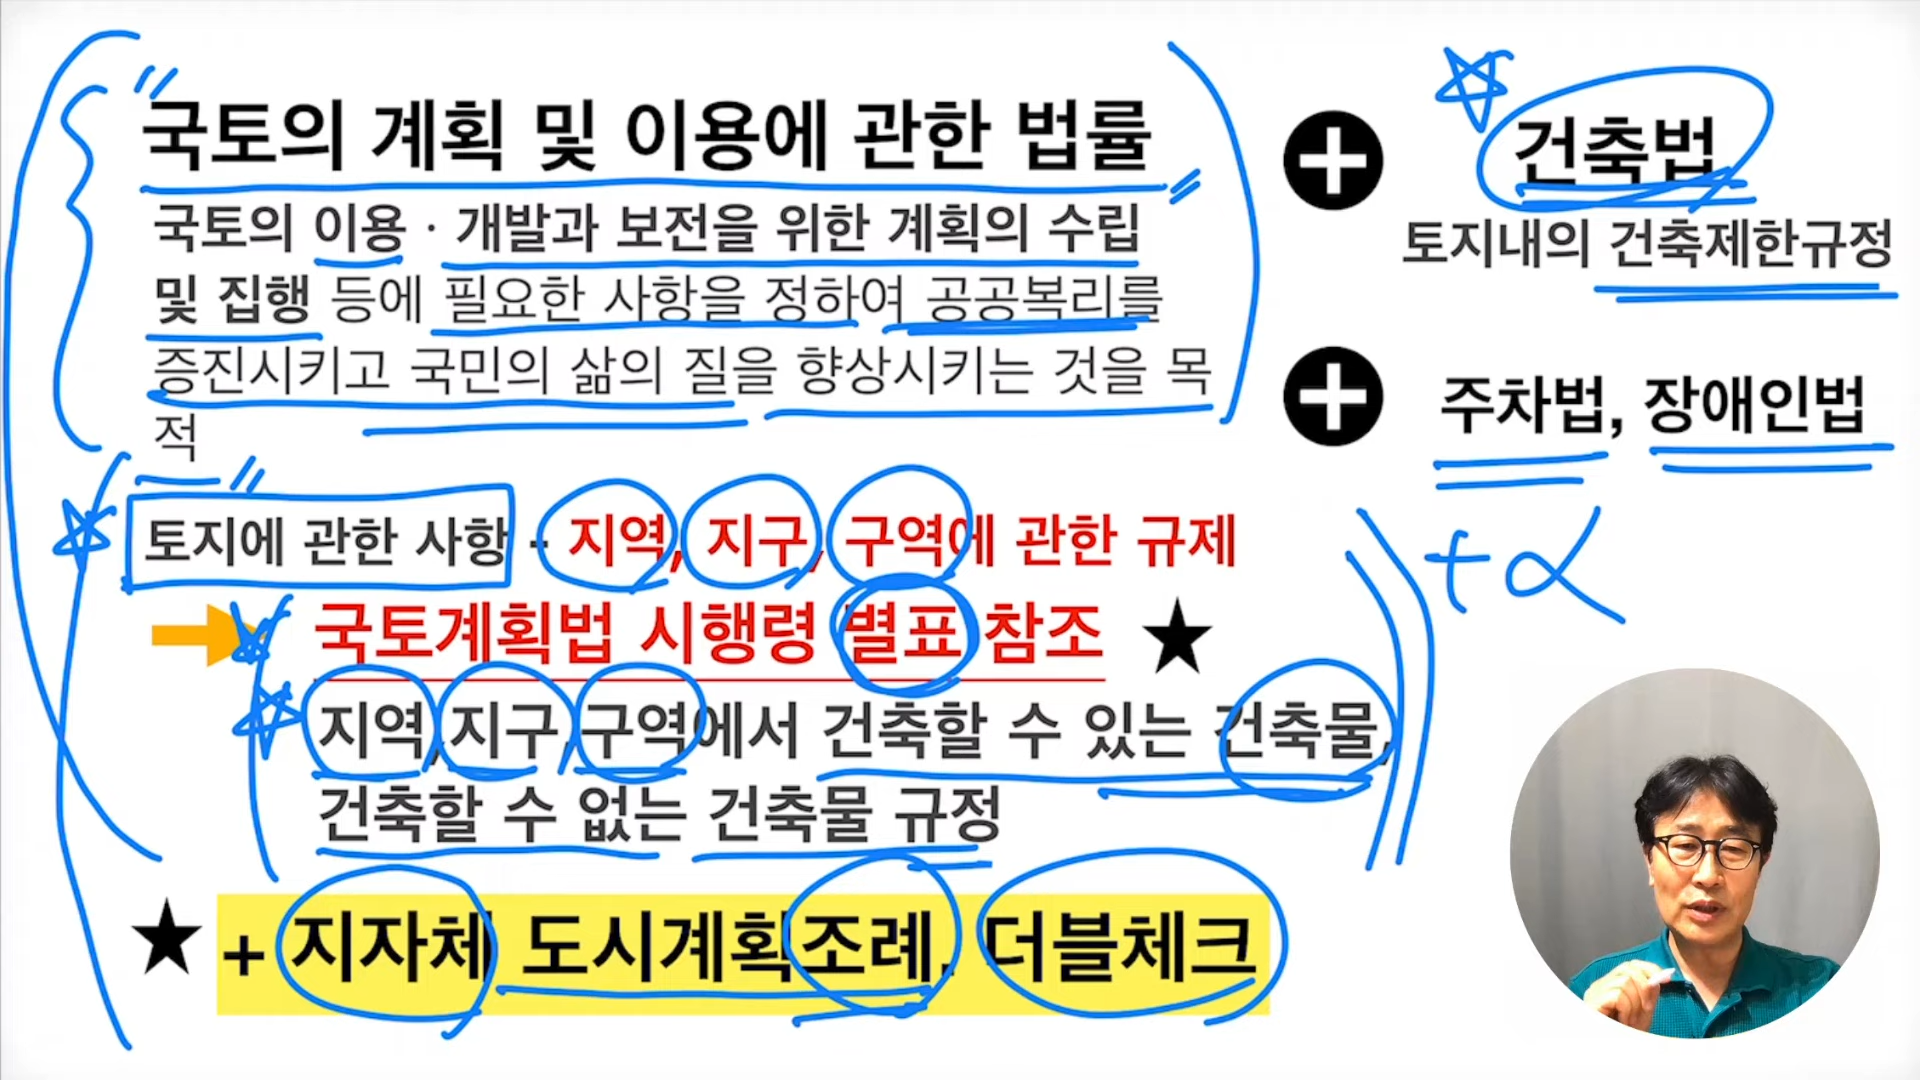 국토의 계획 및 이용에 관한 법률
국토의 이용 · 개발과 보전을 위한 계획의 수립
및 집행 등에 필요한 사항을 정하여 공공복리를
증진시키고 국민의 삶의 질을 향상시키는 것을 목
적
토지에 관한 사항 - 지역, 지구, 구역에 관한 규제
국토계획법 시행령 별표 참조 ★
지역, 지구, 구역에서 건축할 수 있는 건축물,
건축할 수 없는 건축물 규정
★ + 지자체 도시계획조례, 더블체크
+ 건축법
토지내의 건축제한규정
+ 주차법, 장애인법
+α